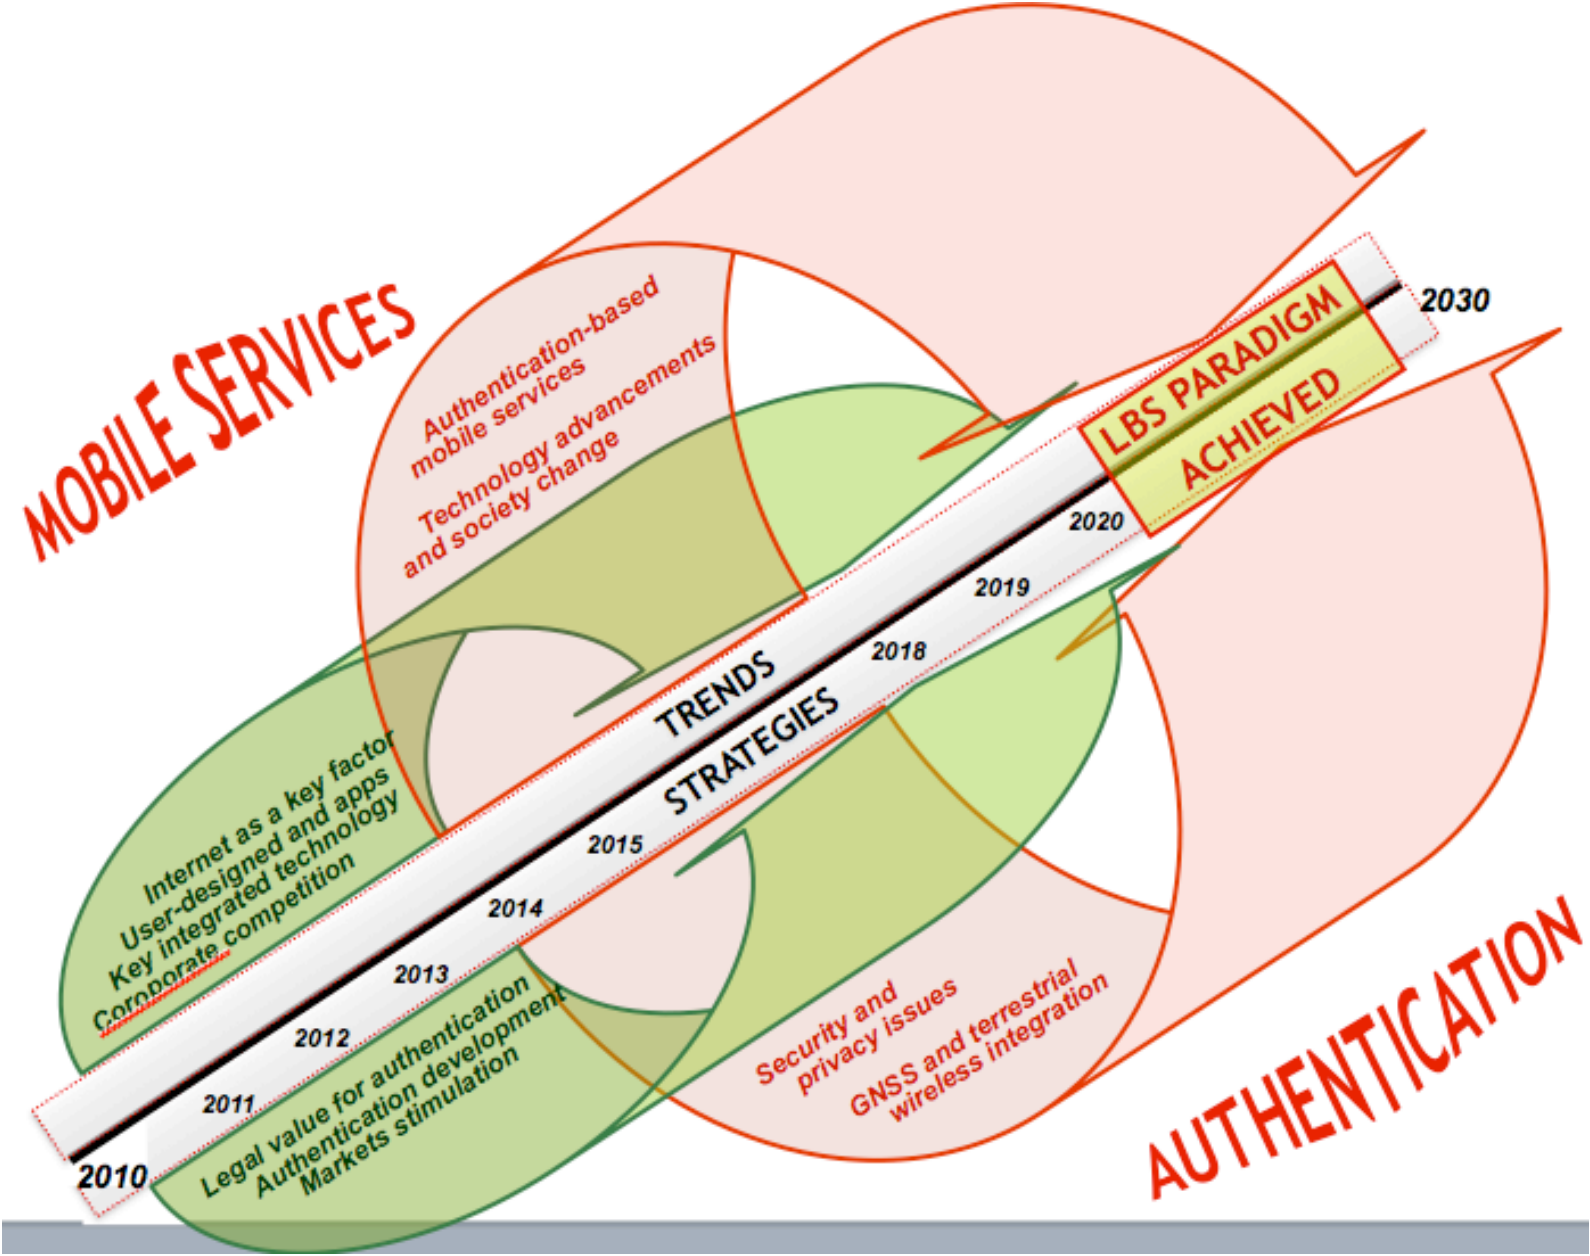 MOBILE SERVICES
Authentication-based
mobile services
Technology advancements
and society change
Internet as a key factor
User-designed and apps
Key integrated technology
Coroporate competition
TRENDS
STRATEGIES
2010
2011
2012
2013
2014
2015
2018
2019
2020
2030
LBS PARADIGM
ACHIEVED
Legal value for authentication
Authentication development
Markets stimulation
Security and
privacy issues
GNSS and terrestrial
wireless integration
AUTHENTICATION